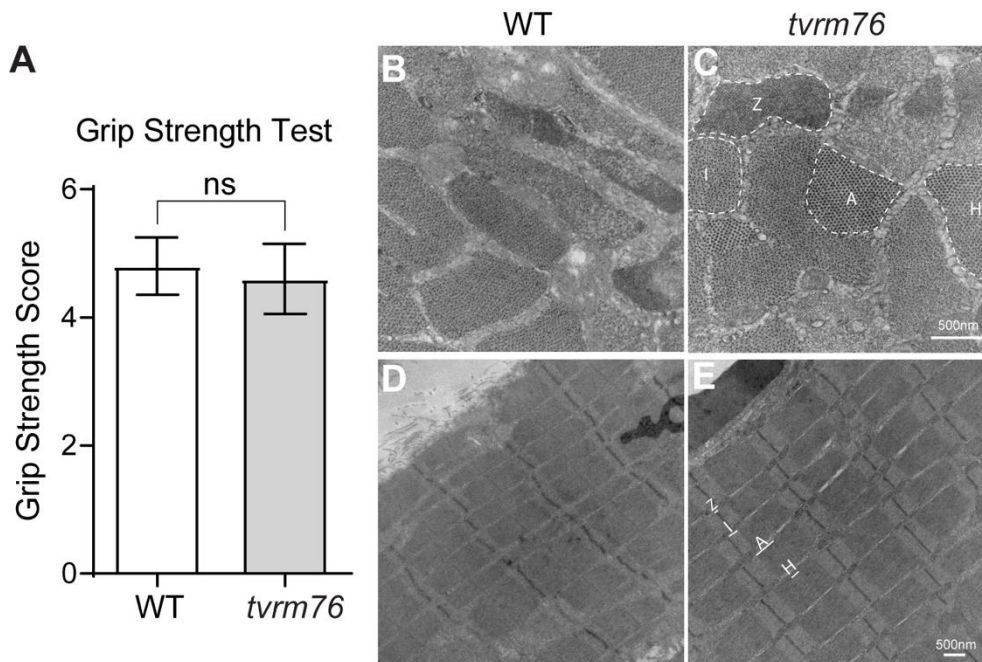 WT
tvrm76
A
Grip Strength Test
ns
Grip Strength Score
6
4
2
0
WT
tvrm76
B
C
Z
I
A
H
500nm
D
E
Z
I
A
H
500nm